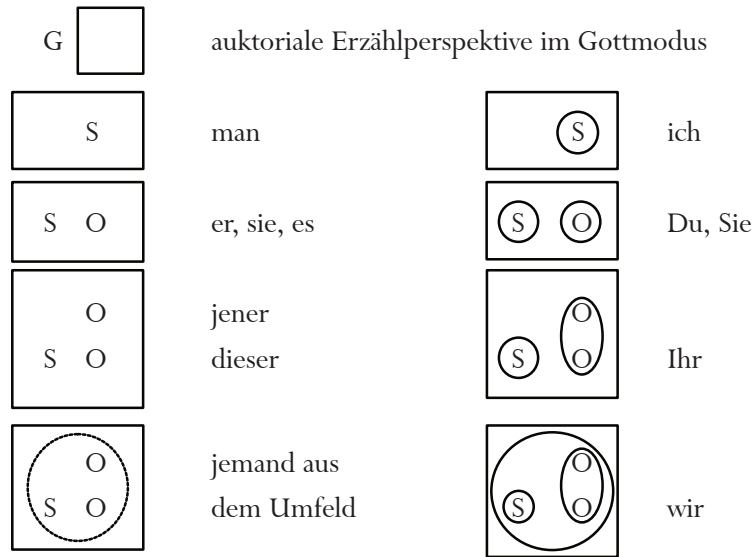 G auktoriale Erzählperspektive im Gottmodus
S man S ich
S O er, sie, es S O Du, Sie
O jener O
S O dieser S O Ihr
O jemand aus O
S O dem Umfeld S O wir